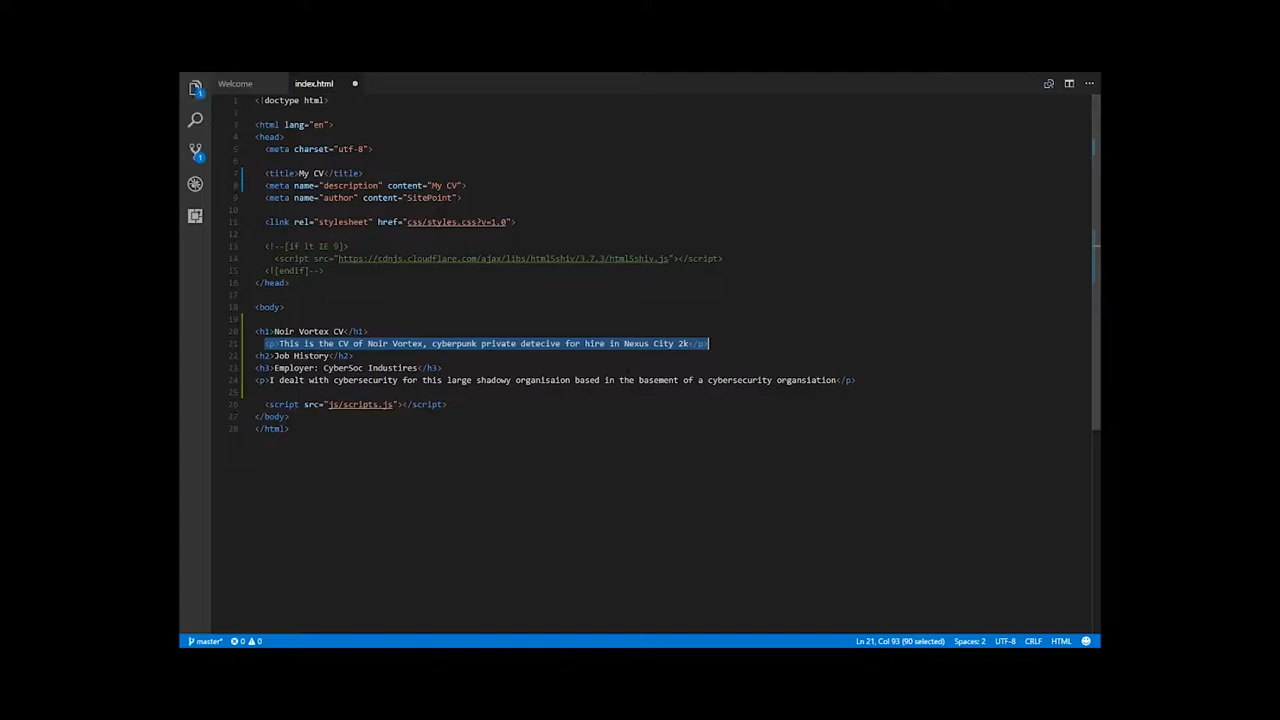 Welcome index.html
1 <!doctype html>
2
3 <html lang="en">
4 <head>
5 <meta charset="utf-8">
6
7 <title>My CV</title>
8 <meta name="description" content="My CV">
9 <meta name="author" content="SitePoint">
10
11 <link rel="stylesheet" href="css/styles.css?v=1.0">
12
13 <!--[if lt IE 9]>
14 <script src="https://cdnjs.cloudflare.com/ajax/libs/html5shiv/3.7.3/html5shiv.js"></script>
15 <![endif]-->
16 </head>
17
18 <body>
19
20 <h1>Noir Vortex CV</h1>
21 <p>This is the CV of Noir Vortex, cyberpunk private detecive for hire in Nexus City 2k</p>
22 <h2>Job History</h2>
23 <h3>Employer: CyberSoc Industires</h3>
24 <p>I dealt with cybersecurity for this large shadowy organisaion based in the basement of a cybersecurity organsiation</p>
25
26 <script src="js/scripts.js"></script>
27 </body>
28 </html>
master* 0 0 Ln 21, Col 93 (90 selected) Spaces: 2 UTF-8 CRLF HTML